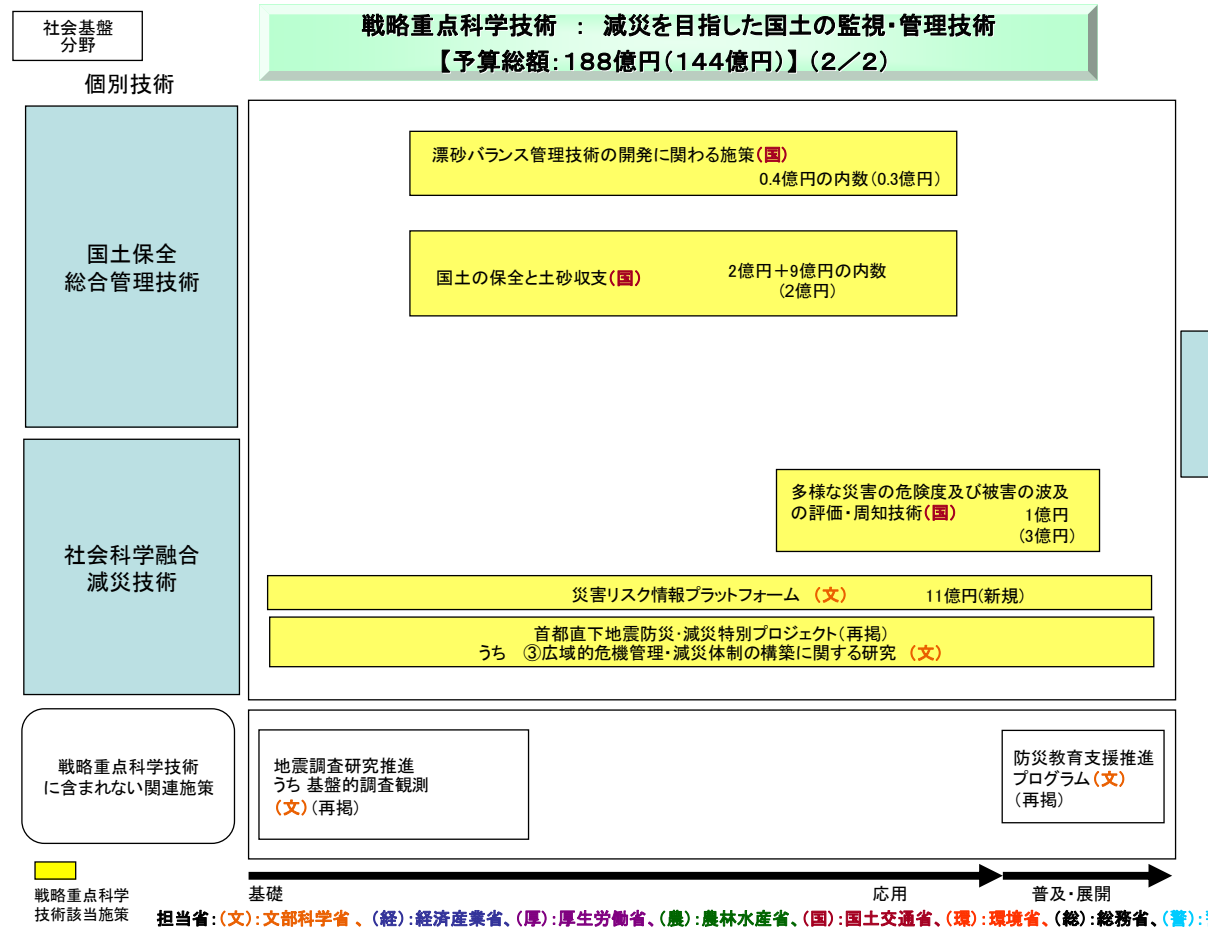 社会基盤
分野
戦略重点科学技術 : 減災を目指した国土の監視・管理技術
【予算総額:188億円(144億円)】(2/2)
個別技術
国土保全
総合管理技術
漂砂バランス管理技術の開発に関わる施策(国)
0.4億円の内数(0.3億円)
国土の保全と土砂収支(国) 2億円+9億円の内数
(2億円)
社会科学融合
減災技術
多様な災害の危険度及び被害の波及
の評価・周知技術(国) 1億円
(3億円)
災害リスク情報プラットフォーム (文) 11億円(新規)
首都直下地震防災・減災特別プロジェクト(再掲)
うち ③広域的危機管理・減災体制の構築に関する研究 (文)
戦略重点科学技術
に含まれない関連施策
地震調査研究推進
うち 基盤的調査観測
(文)(再掲)
防災教育支援推進
プログラム(文)
(再掲)
戦略重点科学
技術該当施策
基礎 応用 普及・展開
担当省:(文):文部科学省 、(経):経済産業省、(厚):厚生労働省、(農):農林水産省、(国):国土交通省、(環):環境省、(総):総務省、(警):